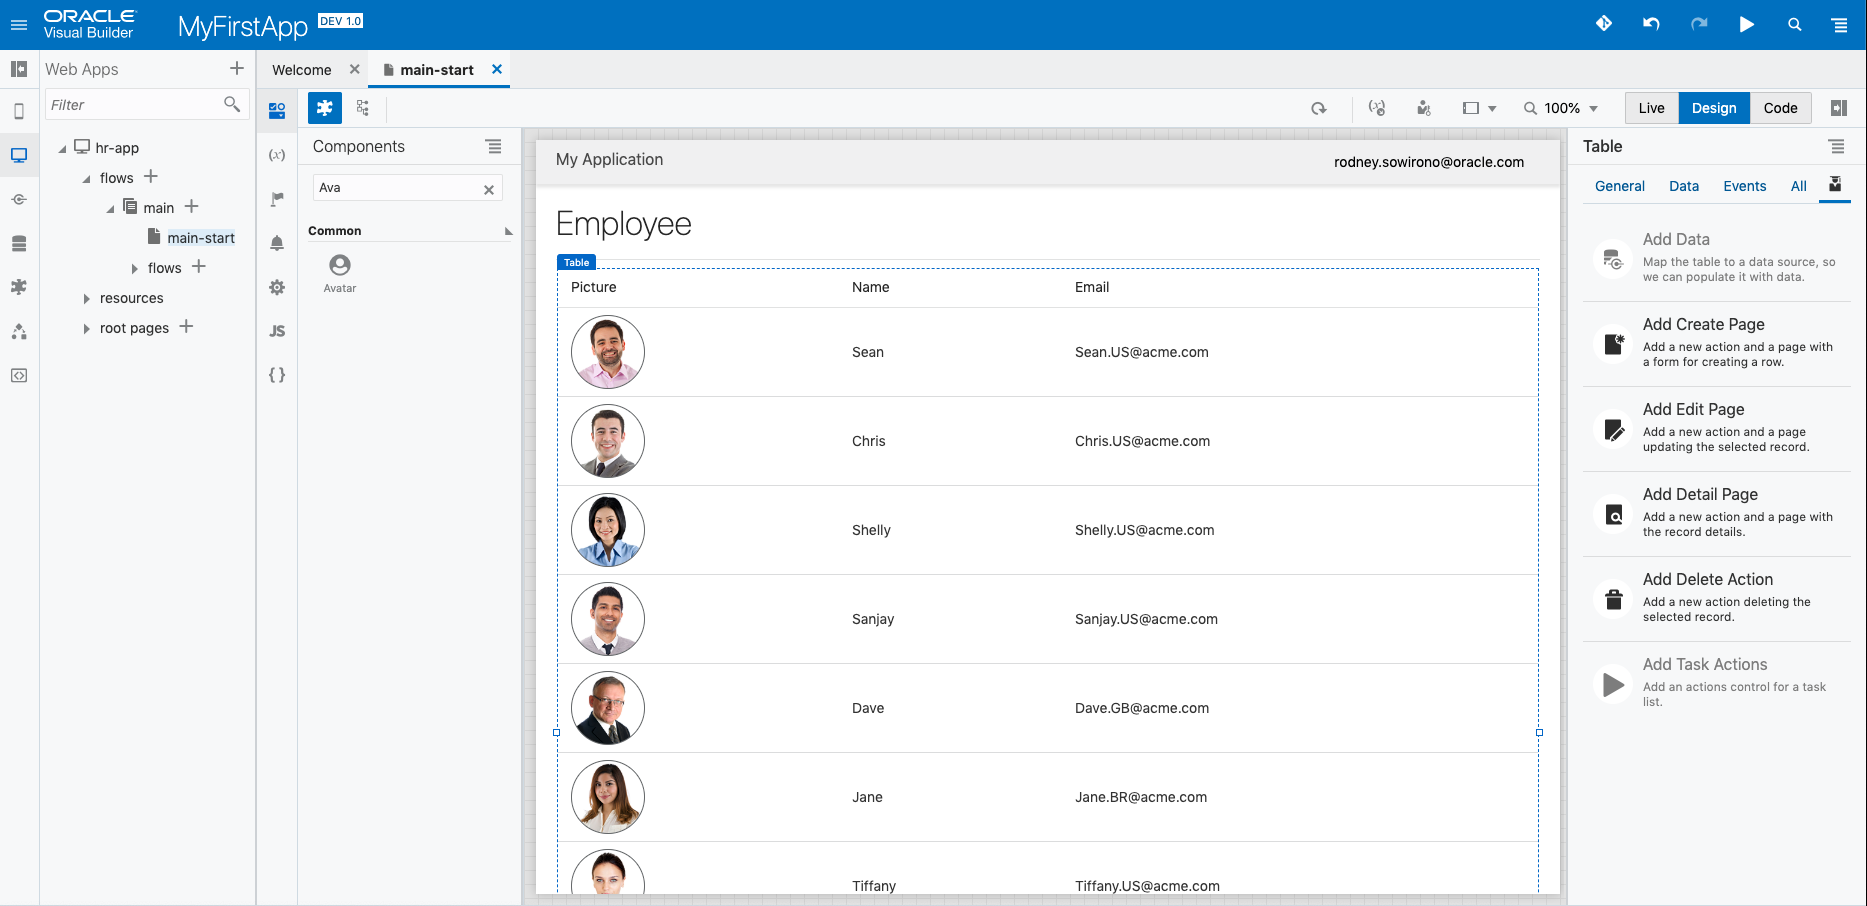 ORACLE
Visual Builder
MyFirstApp
DEV 1.0
Web Apps
Welcome
main-start
Filter
100%
Live
Design
Code
hr-app
flows
main
main-start
flows
resources
root pages
(x)
JS
{ }
Components
Ava
Common
Avatar
My Application
rodney.sowirono@oracle.com
Employee
Table
Picture Name Email
Sean Sean.US@acme.com
Chris Chris.US@acme.com
Shelly Shelly.US@acme.com
Sanjay Sanjay.US@acme.com
Dave Dave.GB@acme.com
Jane Jane.BR@acme.com
Tiffany Tiffany.US@acme.com
Table
General Data Events All
Add Data
Map the table to a data source, so
we can populate it with data.
Add Create Page
Add a new action and a page with
a form for creating a row.
Add Edit Page
Add a new action and a page
updating the selected record.
Add Detail Page
Add a new action and a page with
the record details.
Add Delete Action
Add a new action deleting the
selected record.
Add Task Actions
Add an actions control for a task
list.